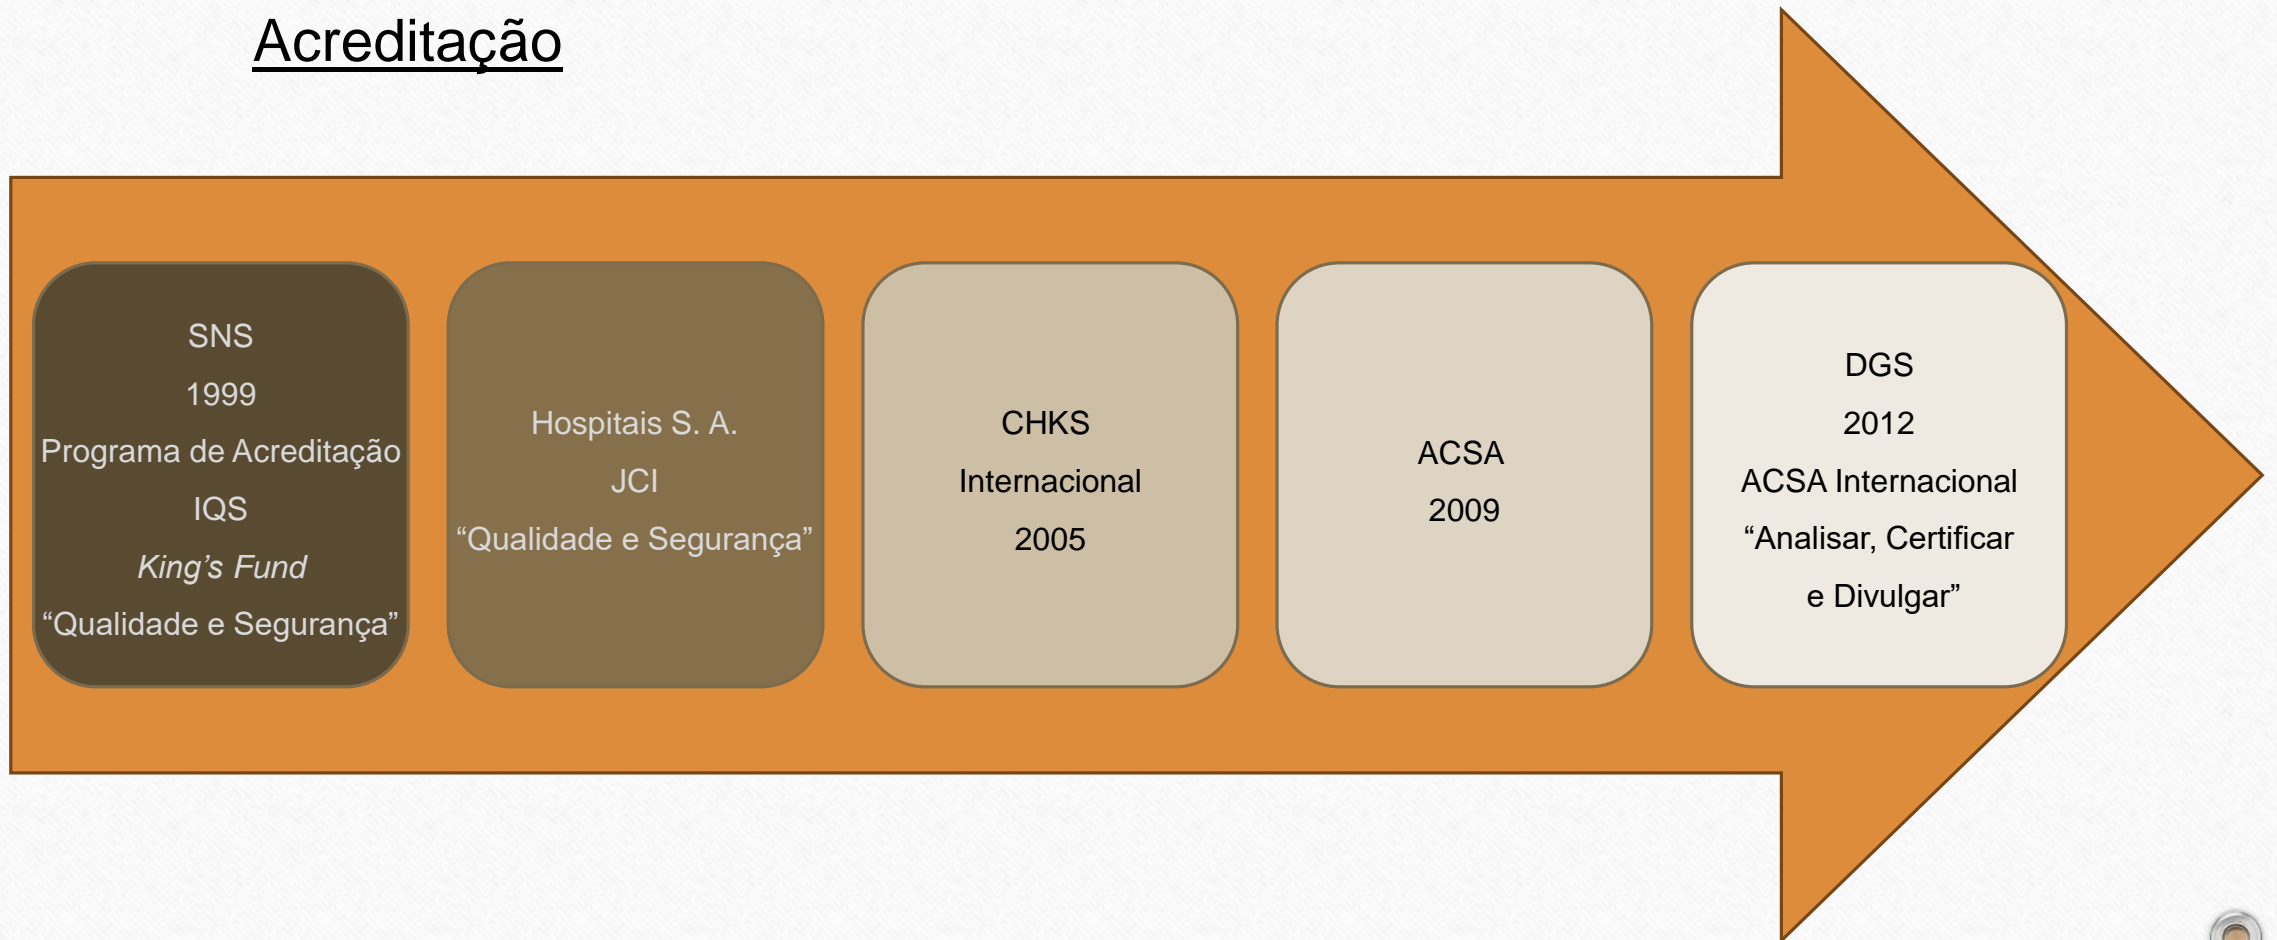 Acreditação
SNS
1999
Programa de Acreditação
IQS
King’s Fund
“Qualidade e Segurança”
Hospitais S. A.
JCI
“Qualidade e Segurança”
CHKS
Internacional
2005
ACSA
2009
DGS
2012
ACSA Internacional
“Analisar, Certificar
e Divulgar”